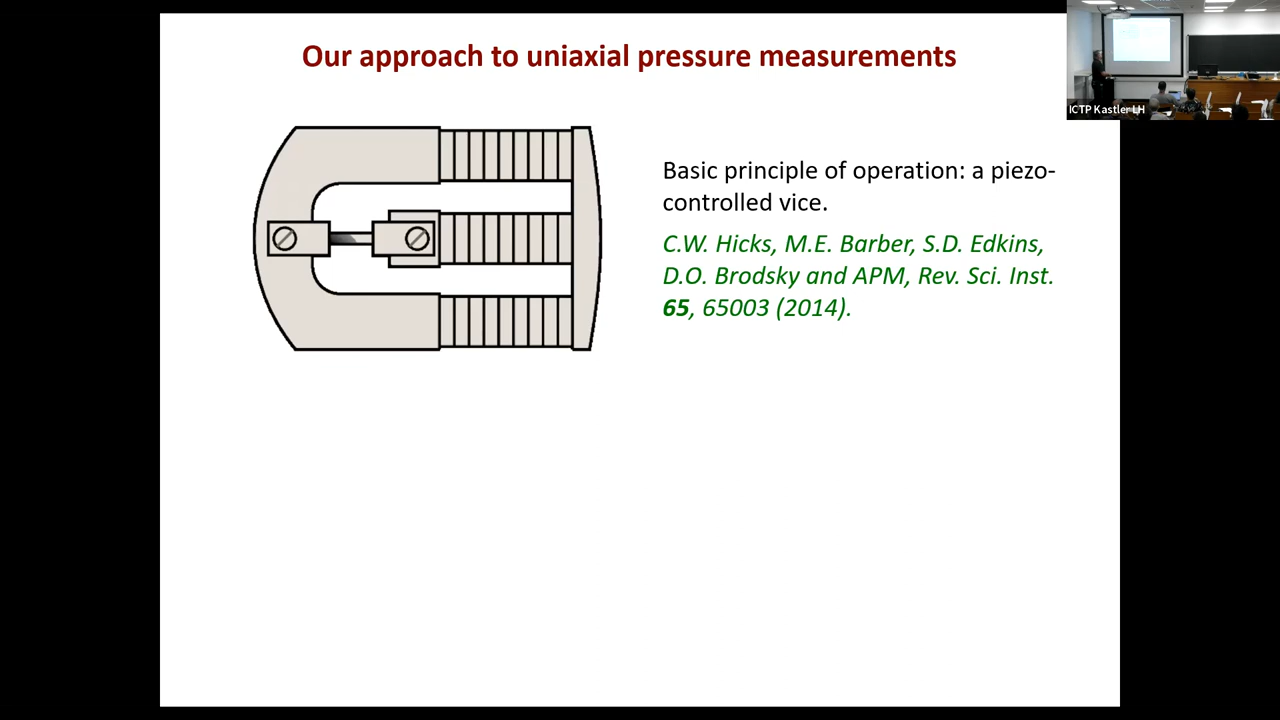 Our approach to uniaxial pressure measurements
ICTP Kastler LH
Basic principle of operation: a piezo-
controlled vice.
C.W. Hicks, M.E. Barber, S.D. Edkins,
D.O. Brodsky and APM, Rev. Sci. Inst.
65, 65003 (2014).